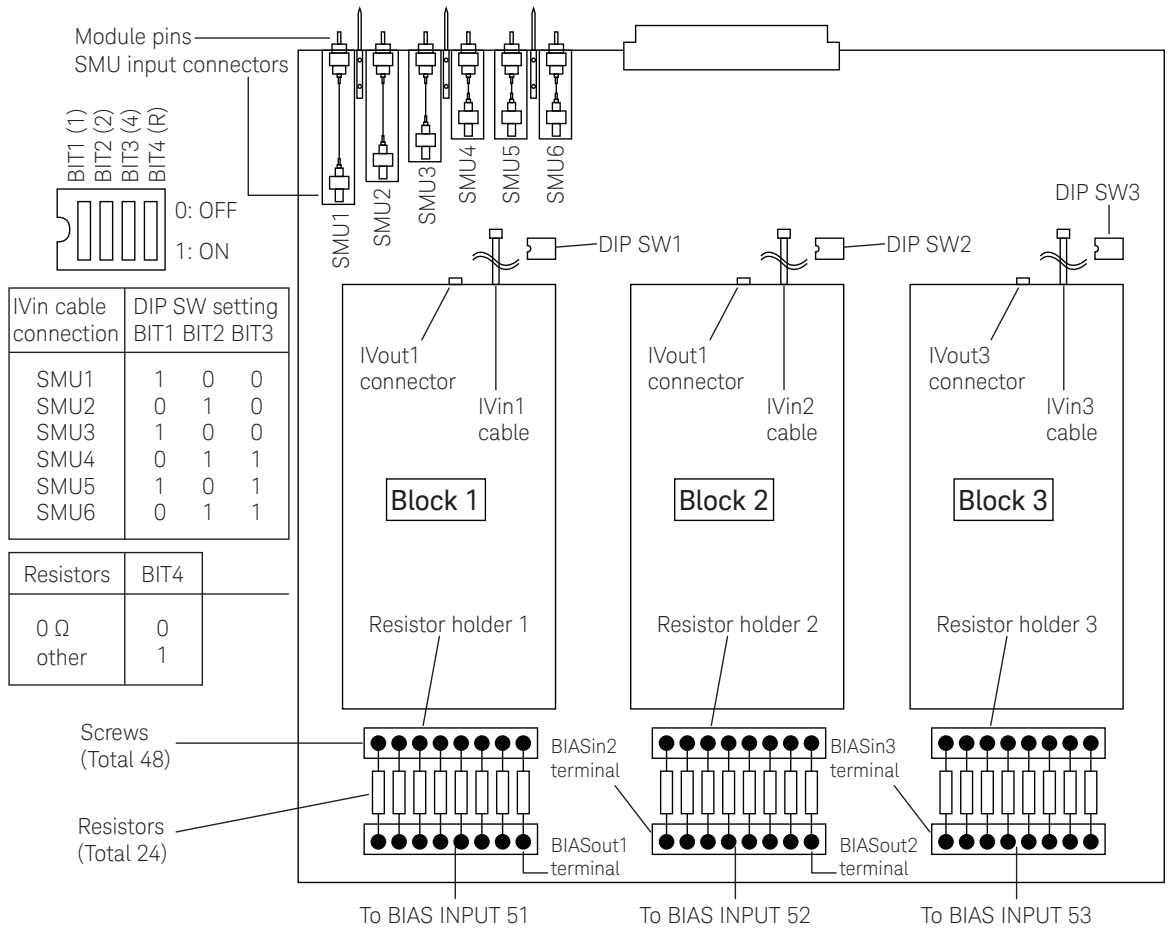 Module pins
SMU input connectors
BIT1 (1)
BIT2 (2)
BIT3 (4)
BIT4 (R)
0: OFF
1: ON
SMU1
SMU2
SMU3
SMU4
SMU5
SMU6
DIP SW1
DIP SW2
DIP SW3
IVin cable connection
DIP SW setting
BIT1 BIT2 BIT3
SMU1 1 0 0
SMU2 0 1 0
SMU3 1 0 0
SMU4 0 1 1
SMU5 1 0 1
SMU6 0 1 1
Resistors BIT4
0 Ω 0
other 1
IVout1
connector
IVin1
cable
Block 1
Resistor holder 1
IVout1
connector
IVin2
cable
Block 2
Resistor holder 2
IVout3
connector
IVin3
cable
Block 3
Resistor holder 3
Screws
(Total 48)
Resistors
(Total 24)
BIASin2
terminal
BIASin3
terminal
BIASout1
terminal
BIASout2
terminal
To BIAS INPUT 51
To BIAS INPUT 52
To BIAS INPUT 53